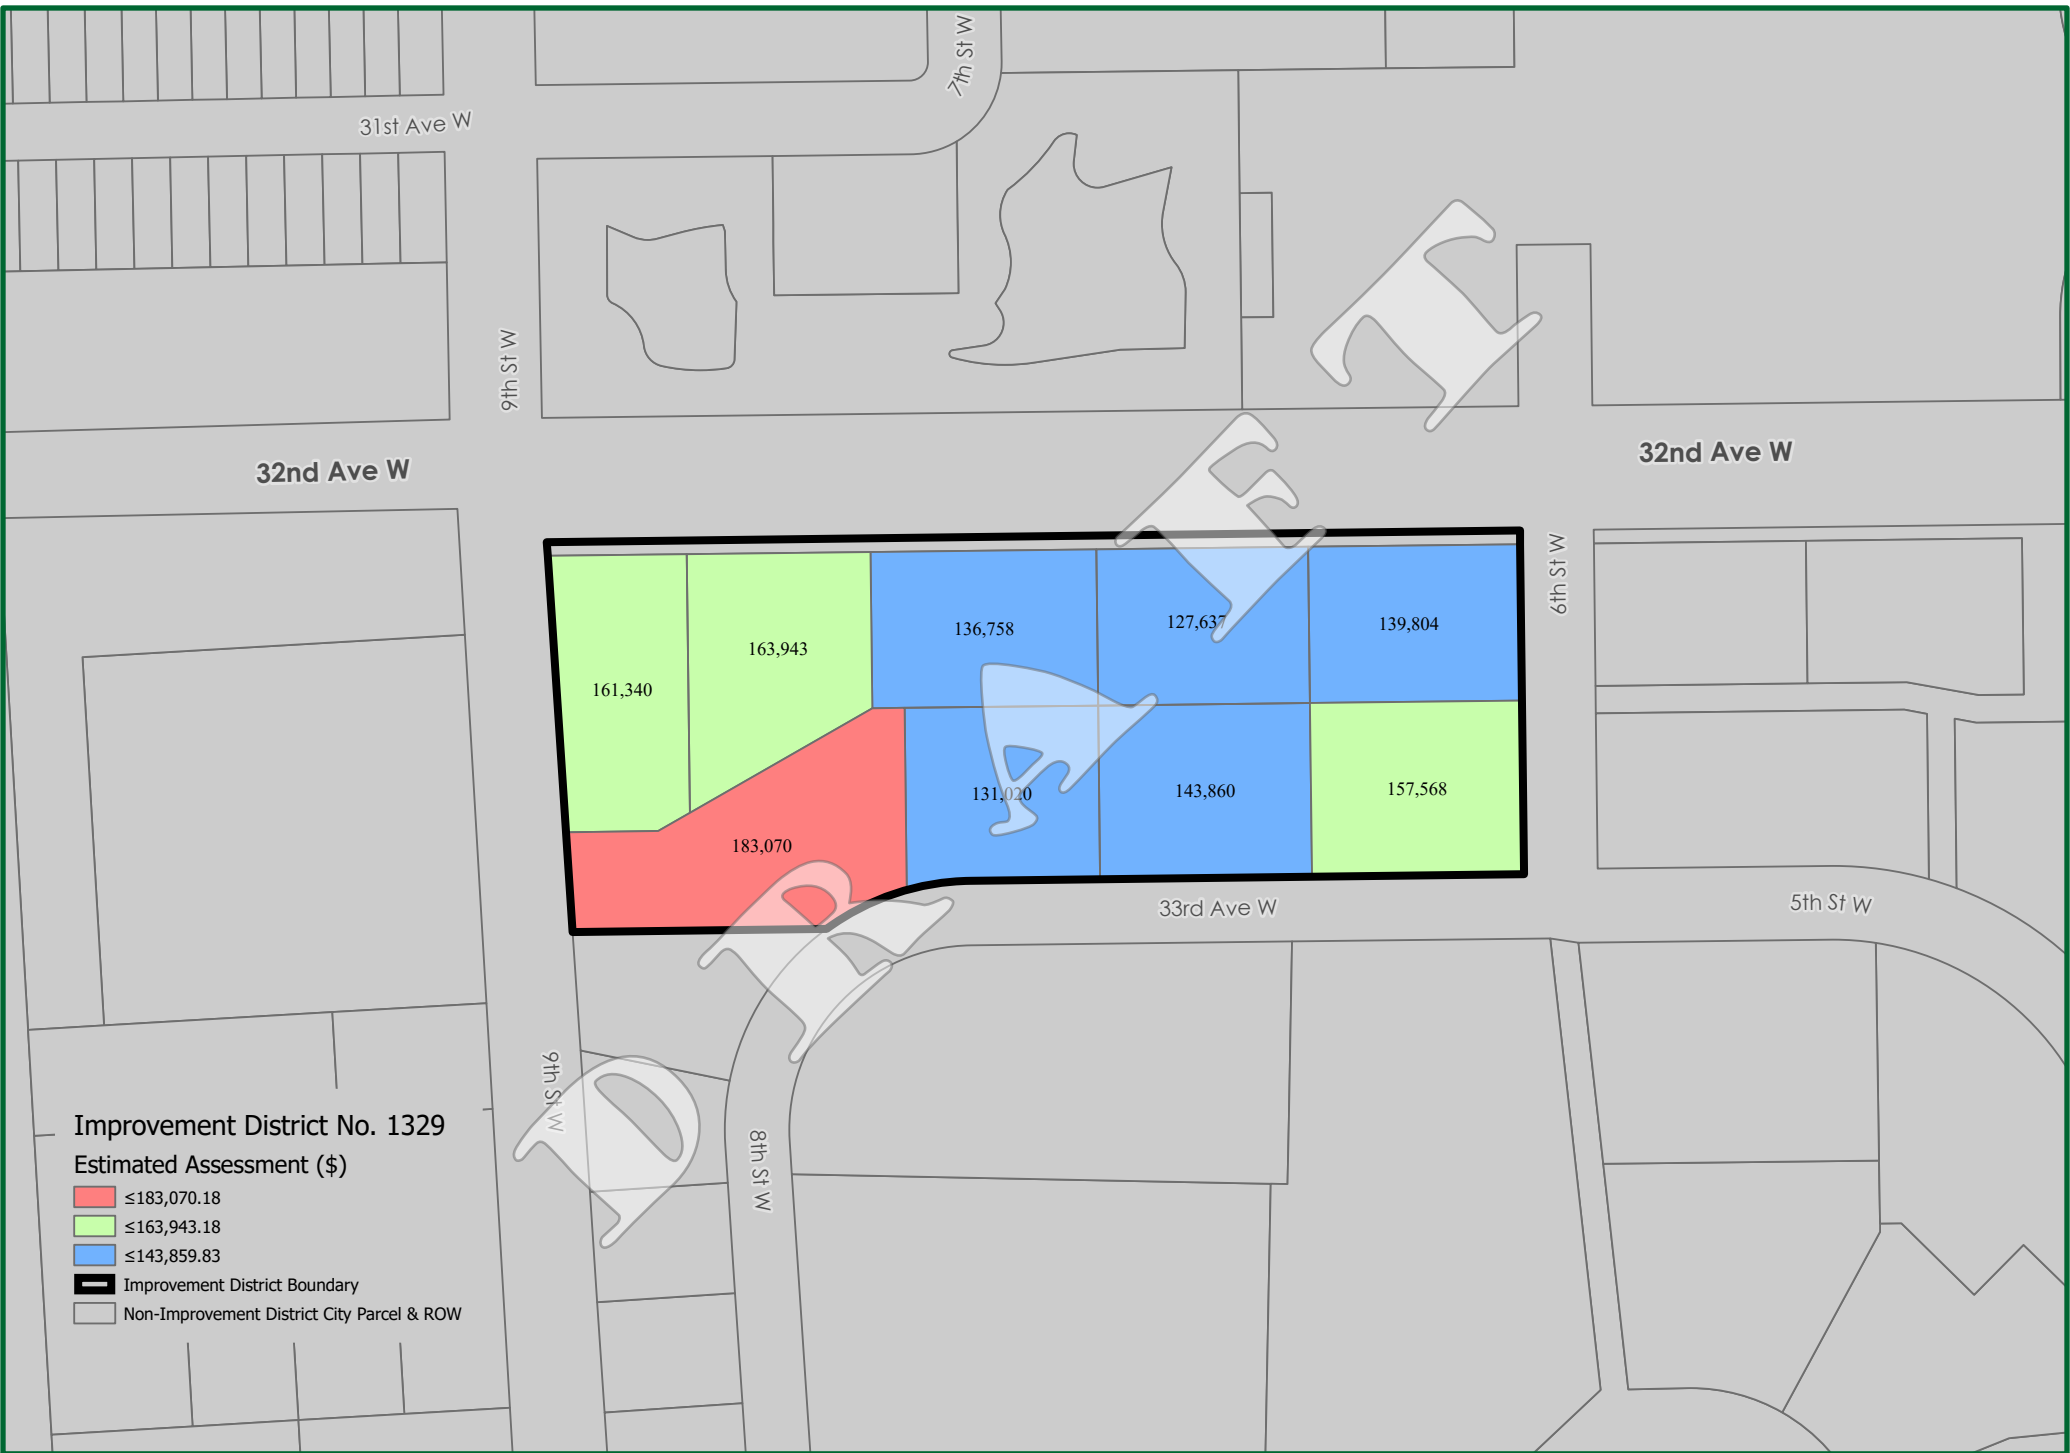 7th St W
31st Ave W
9th St W
32nd Ave W
32nd Ave W
6th St W
136,758
127,637
139,804
163,943
161,340
131,020
143,860
157,568
183,070
33rd Ave W
5th St W
9th St W
8th St W
DRAFT
Improvement District No. 1329
Estimated Assessment ($)
≤183,070.18
≤163,943.18
≤143,859.83
Improvement District Boundary
Non-Improvement District City Parcel & ROW